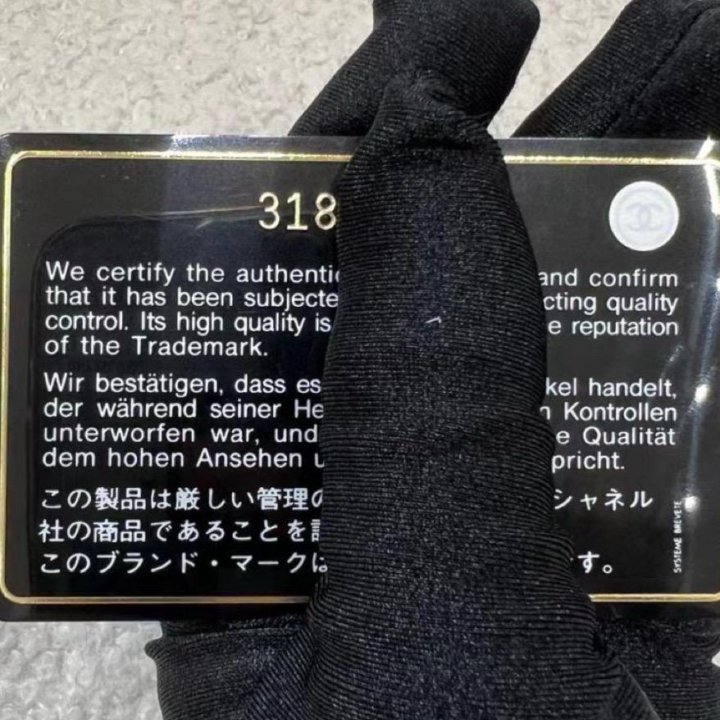 318
We certify the authentic and confirm
that it has been subjecte cting quality
control. Its high quality is e reputation
of the Trademark.
Wir bestätigen, dass es kel handelt,
der während seiner He n Kontrollen
unterworfen war, und e Qualität
dem hohen Ansehen pricht.
この製品は厳しい管理の シャネル
社の商品であることを す。
このブランド・マークは
SYSTEME BREVETE